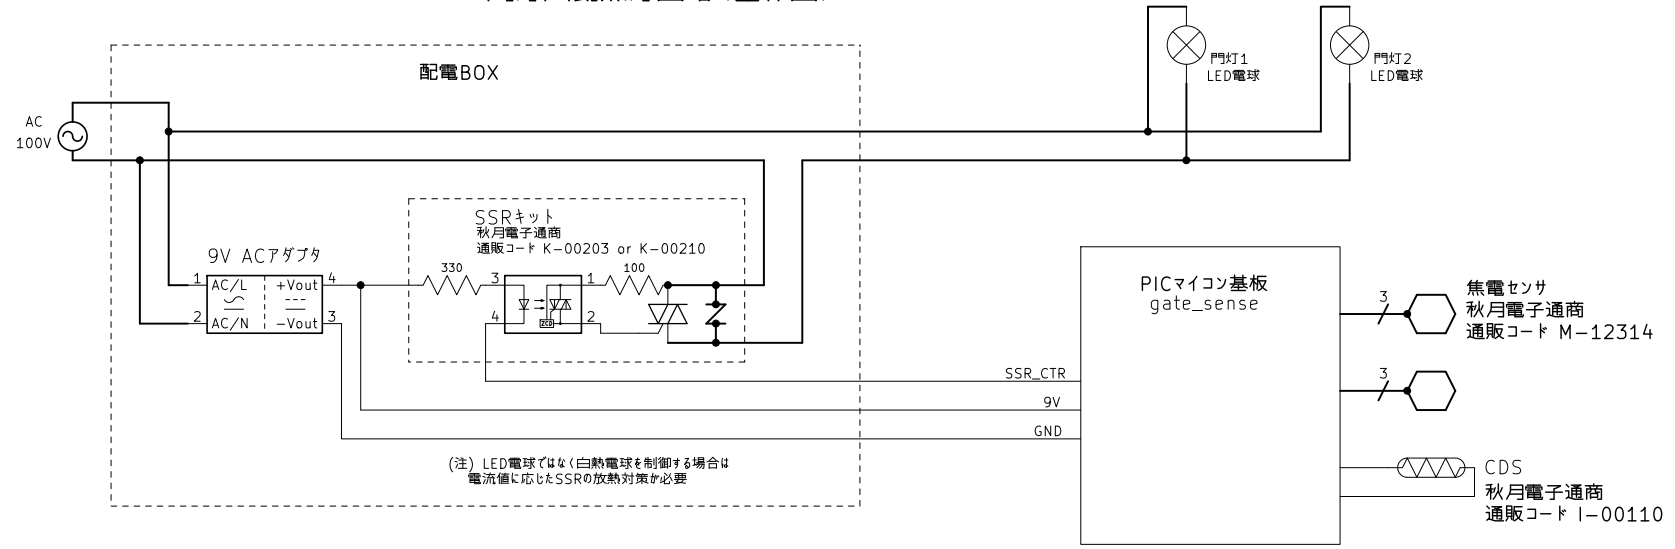 配電BOX
AC
100V
門灯1
LED電球
門灯2
LED電球
SSRキット
秋月電子通商
通販コード K-00203 or K-00210
9V ACアダプタ
1
AC/L
+Vout
4
2
AC/N
-Vout
3
330
3
4
ZCD
1
2
100
PICマイコン基板
gate_sense
3
焦電センサ
秋月電子通商
通販コード M-12314
3
SSR_CTR
9V
GND
(注) LED電球ではなく白熱電球を制御する場合は
電流値に応じたSSRの放熱対策が必要
CDS
秋月電子通商
通販コード I-00110